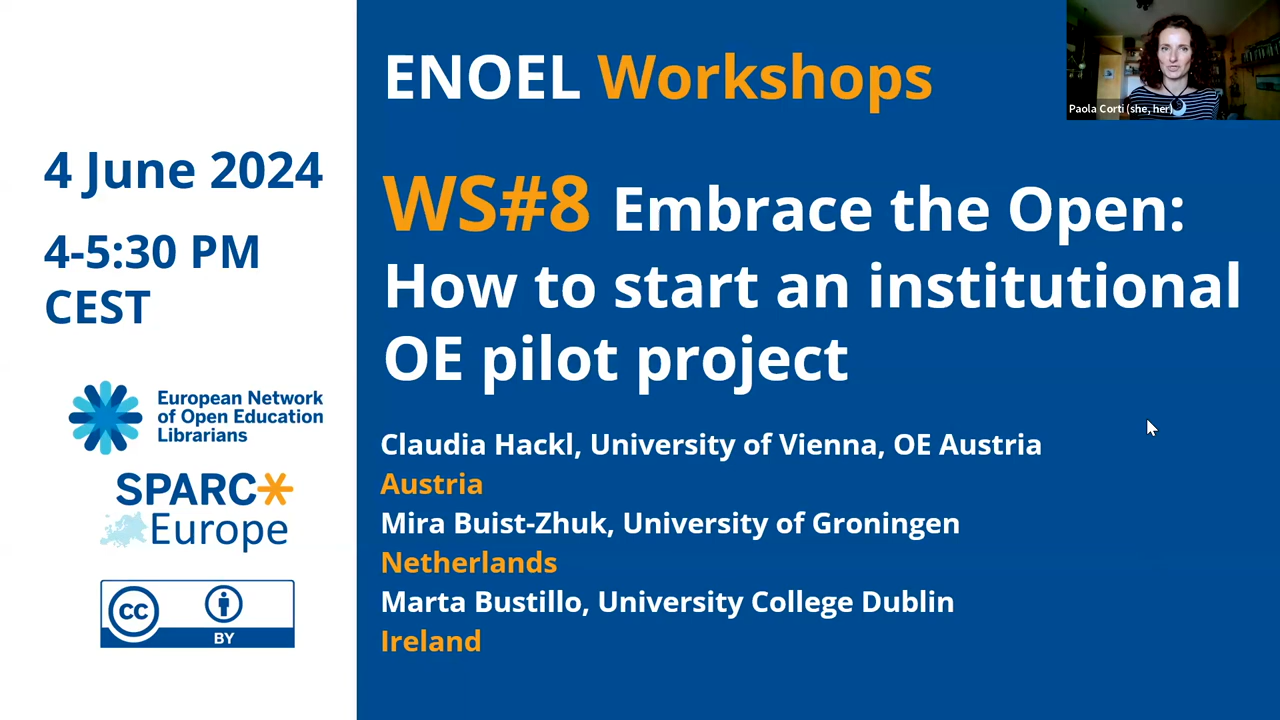 4 June 2024
4-5:30 PM
CEST
European Network
of Open Education
Librarians
SPARC
Europe
CC
BY
ENOEL Workshops
WS#8 Embrace the Open:
How to start an institutional
OE pilot project
Claudia Hackl, University of Vienna, OE Austria
Austria
Mira Buist-Zhuk, University of Groningen
Netherlands
Marta Bustillo, University College Dublin
Ireland
Paola Corti (she, her)